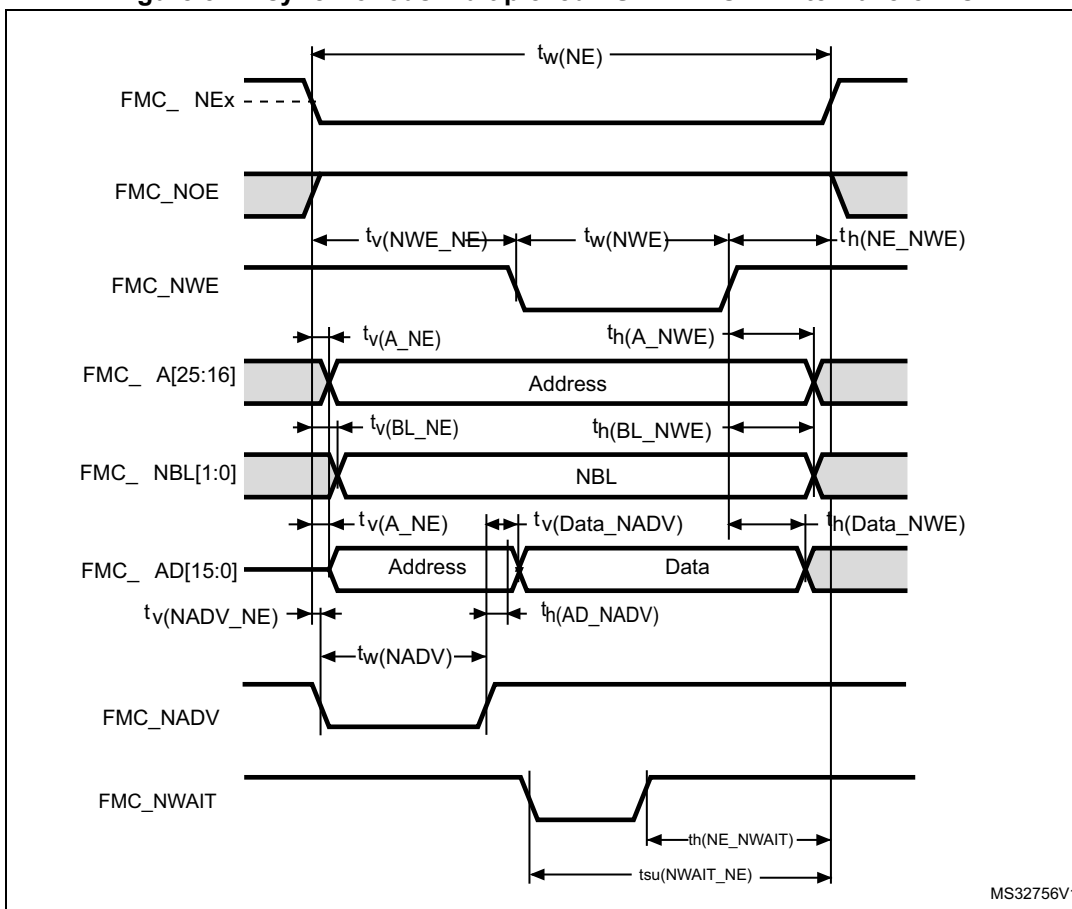 tw(NE)
FMC_ NEx
FMC_NOE
tv(NWE_NE)
tw(NWE)
th(NE_NWE)
FMC_NWE
tv(A_NE)
th(A_NWE)
FMC_ A[25:16]
Address
tv(BL_NE)
th(BL_NWE)
FMC_ NBL[1:0]
NBL
tv(A_NE)
tv(Data_NADV)
th(Data_NWE)
FMC_ AD[15:0]
Address
Data
tv(NADV_NE)
th(AD_NADV)
tw(NADV)
FMC_NADV
FMC_NWAIT
th(NE_NWAIT)
tsu(NWAIT_NE)